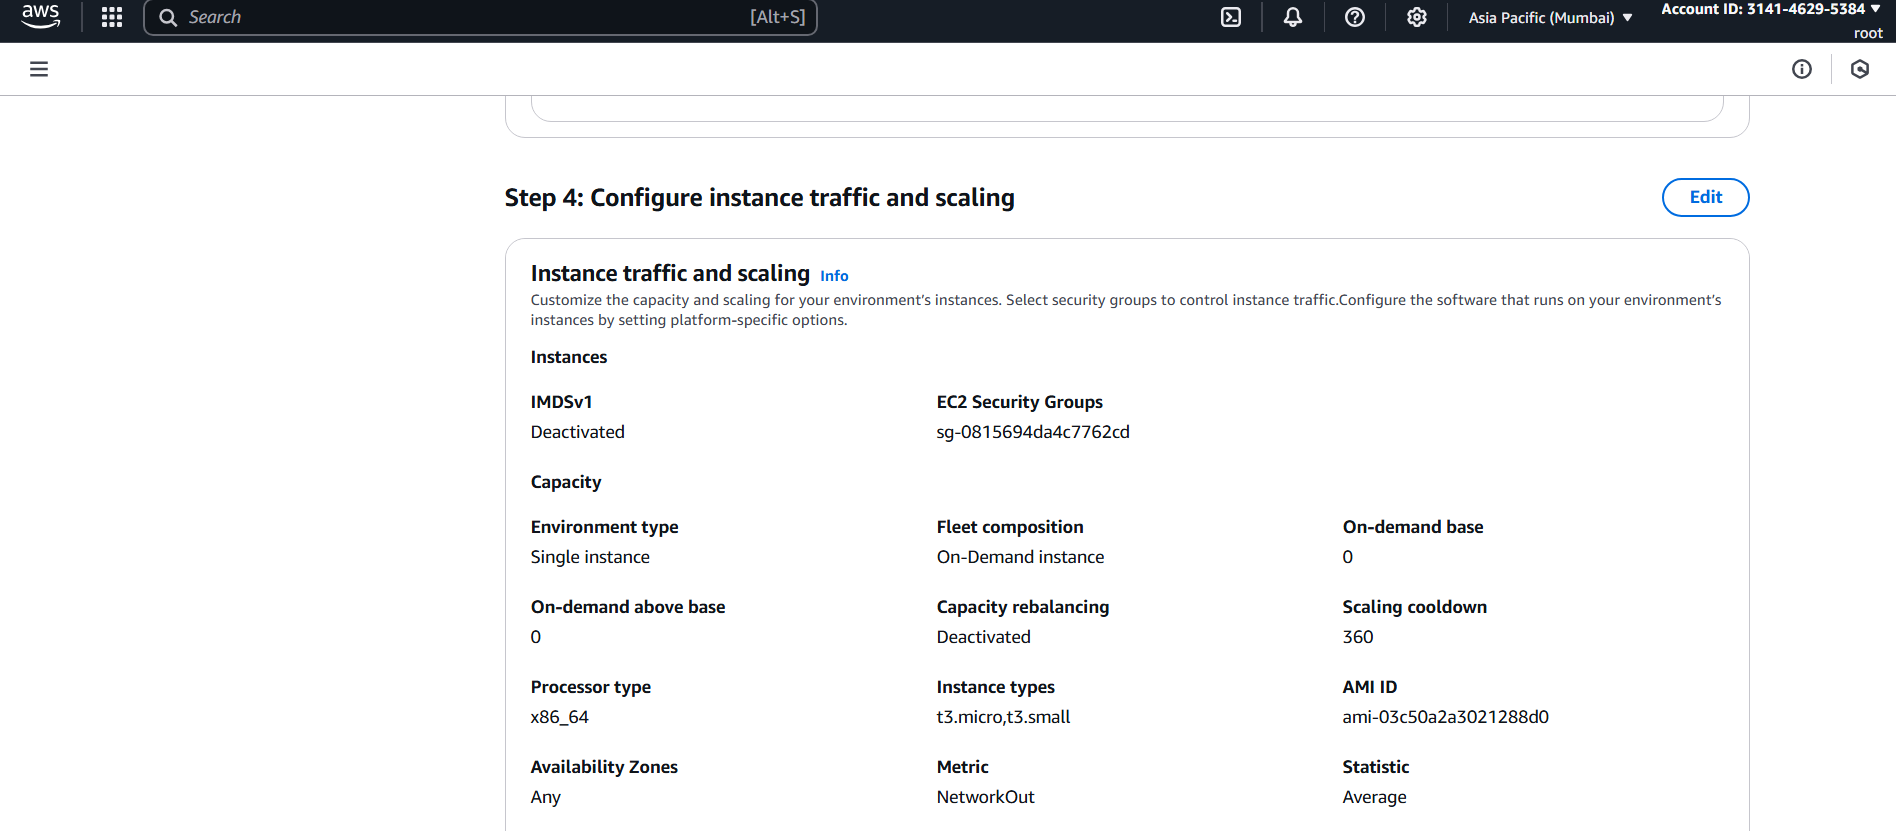 aws
Search
[Alt+S]
Asia Pacific (Mumbai)
Account ID: 3141-4629-5384
root
Step 4: Configure instance traffic and scaling
Edit
Instance traffic and scaling Info
Customize the capacity and scaling for your environment's instances. Select security groups to control instance traffic.Configure the software that runs on your environment's
instances by setting platform-specific options.
Instances
IMDSv1
Deactivated
EC2 Security Groups
sg-0815694da4c7762cd
Capacity
Environment type
Single instance
Fleet composition
On-Demand instance
On-demand base
0
On-demand above base
0
Capacity rebalancing
Deactivated
Scaling cooldown
360
Processor type
x86_64
Instance types
t3.micro,t3.small
AMI ID
ami-03c50a2a3021288d0
Availability Zones
Any
Metric
NetworkOut
Statistic
Average